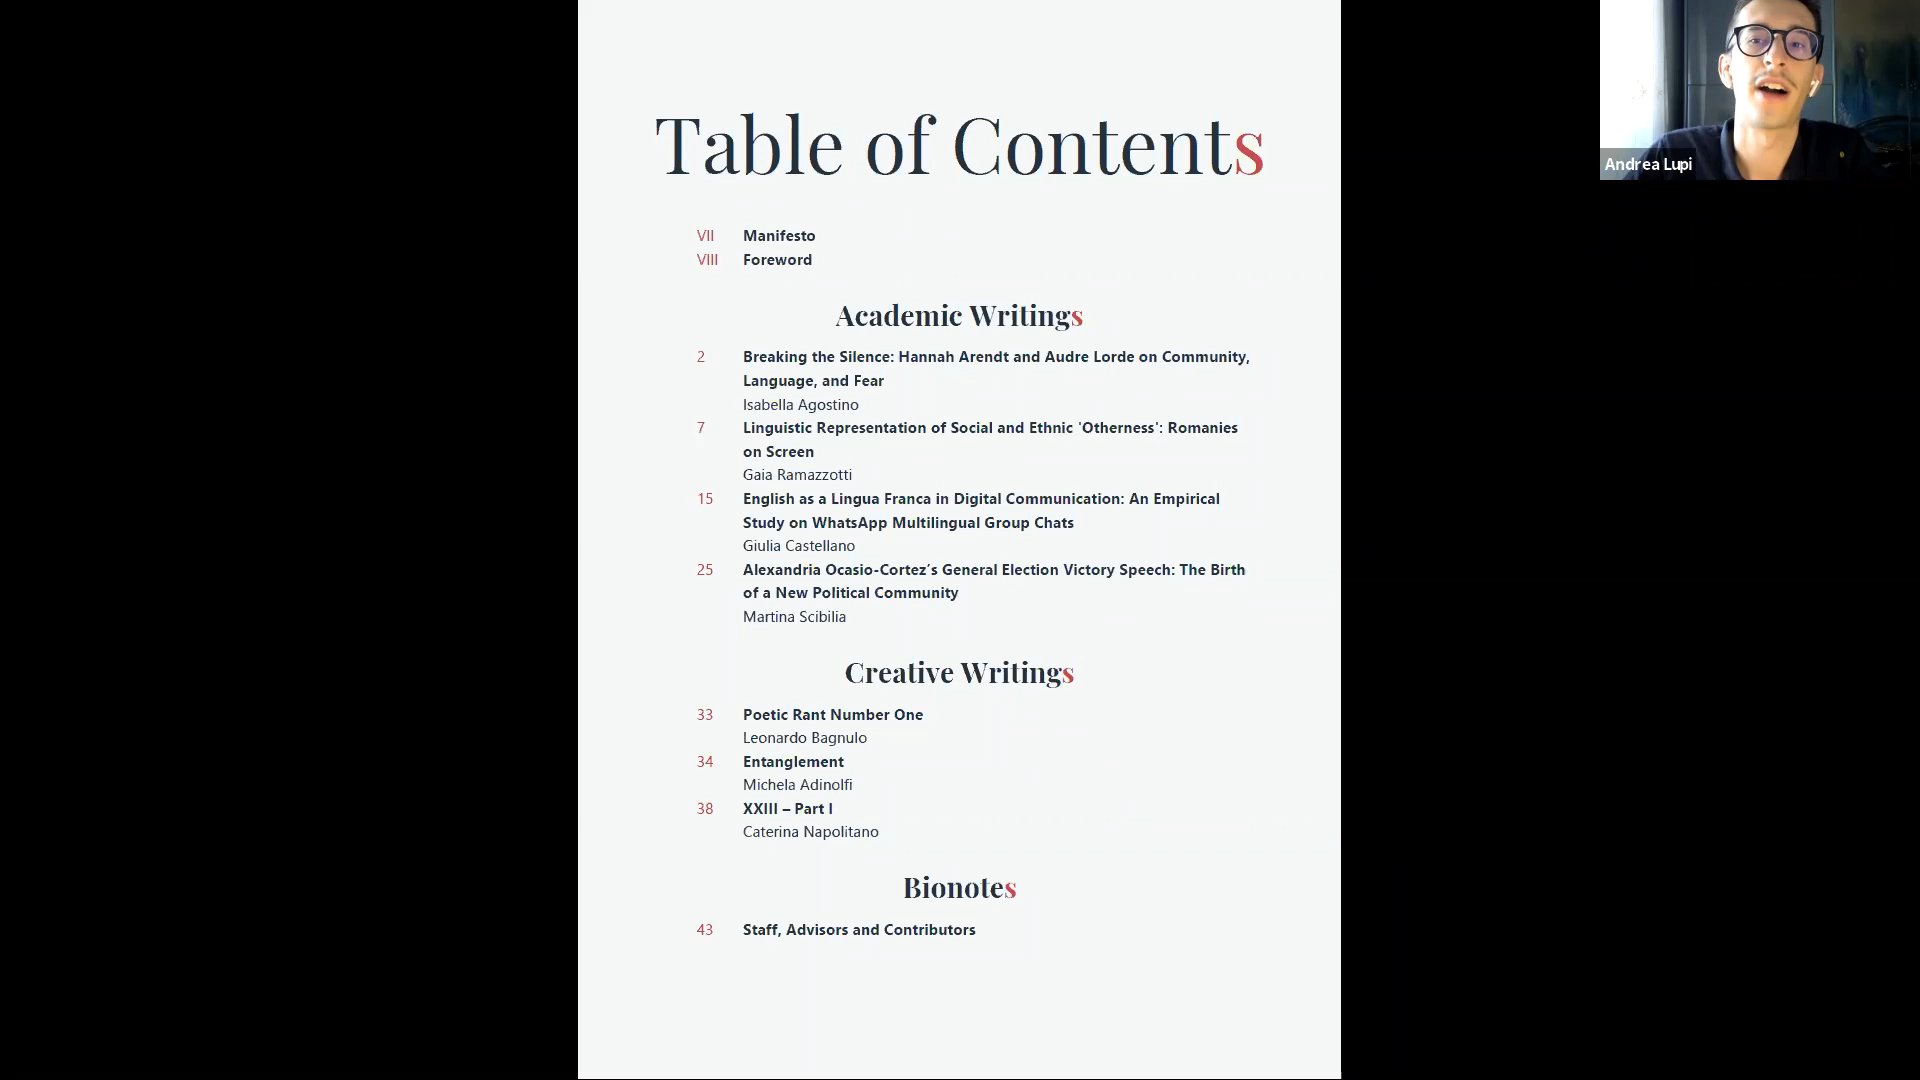 Table of Contents
Andrea Lupi
VII Manifesto
VIII Foreword
Academic Writings
2 Breaking the Silence: Hannah Arendt and Audre Lorde on Community,
Language, and Fear
Isabella Agostino
7 Linguistic Representation of Social and Ethnic 'Otherness': Romanies
on Screen
Gaia Ramazzotti
15 English as a Lingua Franca in Digital Communication: An Empirical
Study on WhatsApp Multilingual Group Chats
Giulia Castellano
25 Alexandria Ocasio-Cortez’s General Election Victory Speech: The Birth
of a New Political Community
Martina Scibilia
Creative Writings
33 Poetic Rant Number One
Leonardo Bagnulo
34 Entanglement
Michela Adinolfi
38 XXIII – Part I
Caterina Napolitano
Bionotes
43 Staff, Advisors and Contributors